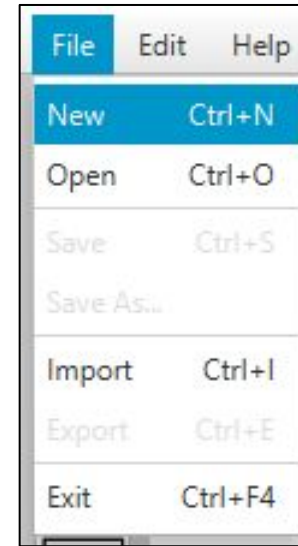 File Edit Help
New Ctrl+N
Open Ctrl+O
Save Ctrl+S
Save As...
Import Ctrl+I
Export Ctrl+E
Exit Ctrl+F4